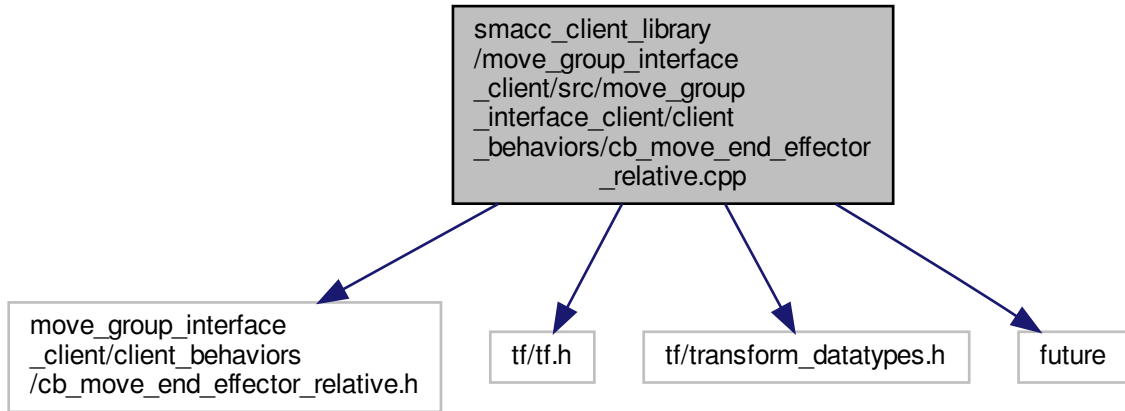 smacc_client_library
/move_group_interface
_client/src/move_group
_interface_client/client
_behaviors/cb_move_end_effector
_relative.cpp
move_group_interface
_client/client_behaviors
/cb_move_end_effector_relative.h
tf/tf.h
tf/transform_datatypes.h
future